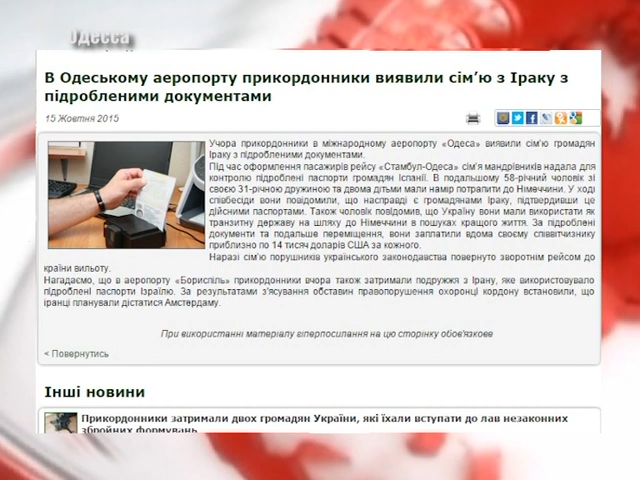 Одесса
В Одеському аеропорту прикордонники виявили сім'ю з Іраку з
підробленими документами
15 Жовтня 2015
Учора прикордонники в міжнародному аеропорту «Одеса» виявили сім'ю громадян
Іраку з підробленими документами.
Під час оформлення пасажирів рейсу «Стамбул-Одеса» сім'я мандрівників надала для
контролю підроблені паспорти громадян Іспанії. В подальшому 58-річний чоловік зі
своєю 31-річною дружиною та двома дітьми мали намір потрапити до Німеччини. У ході
співбесіди вони повідомили, що насправді є громадянами Іраку, підтвердивши це
дійсними паспортами. Також чоловік повідомив, що Україну вони мали використати як
транзитну державу на шляху до Німеччини в пошуках кращого життя. За підроблені
документи та подальше переміщення, вони заплатили вдома своєму співвітчизнику
приблизно по 14 тисяч доларів США за кожного.
Наразі сім'ю порушників українського законодавства повернуто зворотнім рейсом до
країни вильоту.
Нагадаємо, що в аеропорту «Бориспіль» прикордонники вчора також затримали подружжя з Ірану, яке використовувало
підроблені паспорти Ізраїлю. За результатами з'ясування обставин правопорушення охоронці кордону встановили, що
іранці планували дістатися Амстердаму.
При використанні матеріалу гіперпосилання на цю сторінку обов'язкове
< Повернутись
Інші новини
Прикордонники затримали двох громадян України, які їхали вступати до лав незаконних
збройних формувань